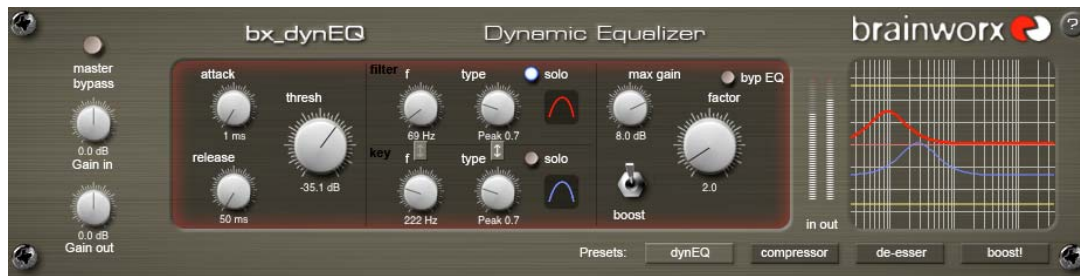 bx_dynEQ
Dynamic Equalizer
brainworx
?
master
bypass
0.0 dB
Gain in
0.0 dB
Gain out
attack
1 ms
release
50 ms
thresh
-35.1 dB
filter
f
type
solo
69 Hz
Peak 0.7
key
f
type
solo
222 Hz
Peak 0.7
max gain
byp EQ
8.0 dB
factor
2.0
boost
in out
Presets:
dynEQ
compressor
de-esser
boost!